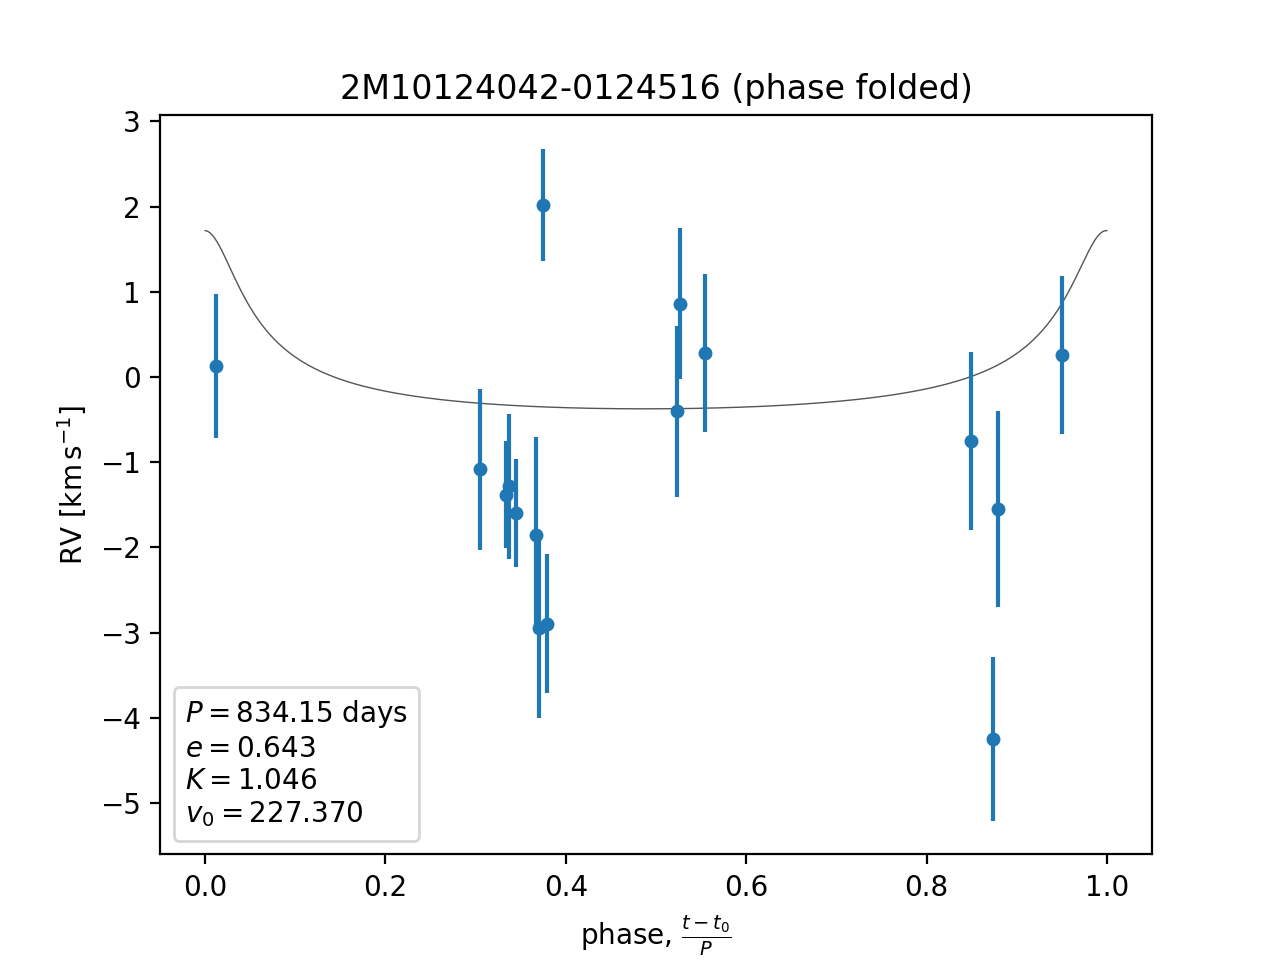 2M10124042-0124516 (phase folded)
3
2
1
0
−1
−2
−3
−4
−5
RV [km s⁻¹]
P = 834.15 days
e = 0.643
K = 1.046
v₀ = 227.370
0.0 0.2 0.4 0.6 0.8 1.0
phase, (t − t₀)/P